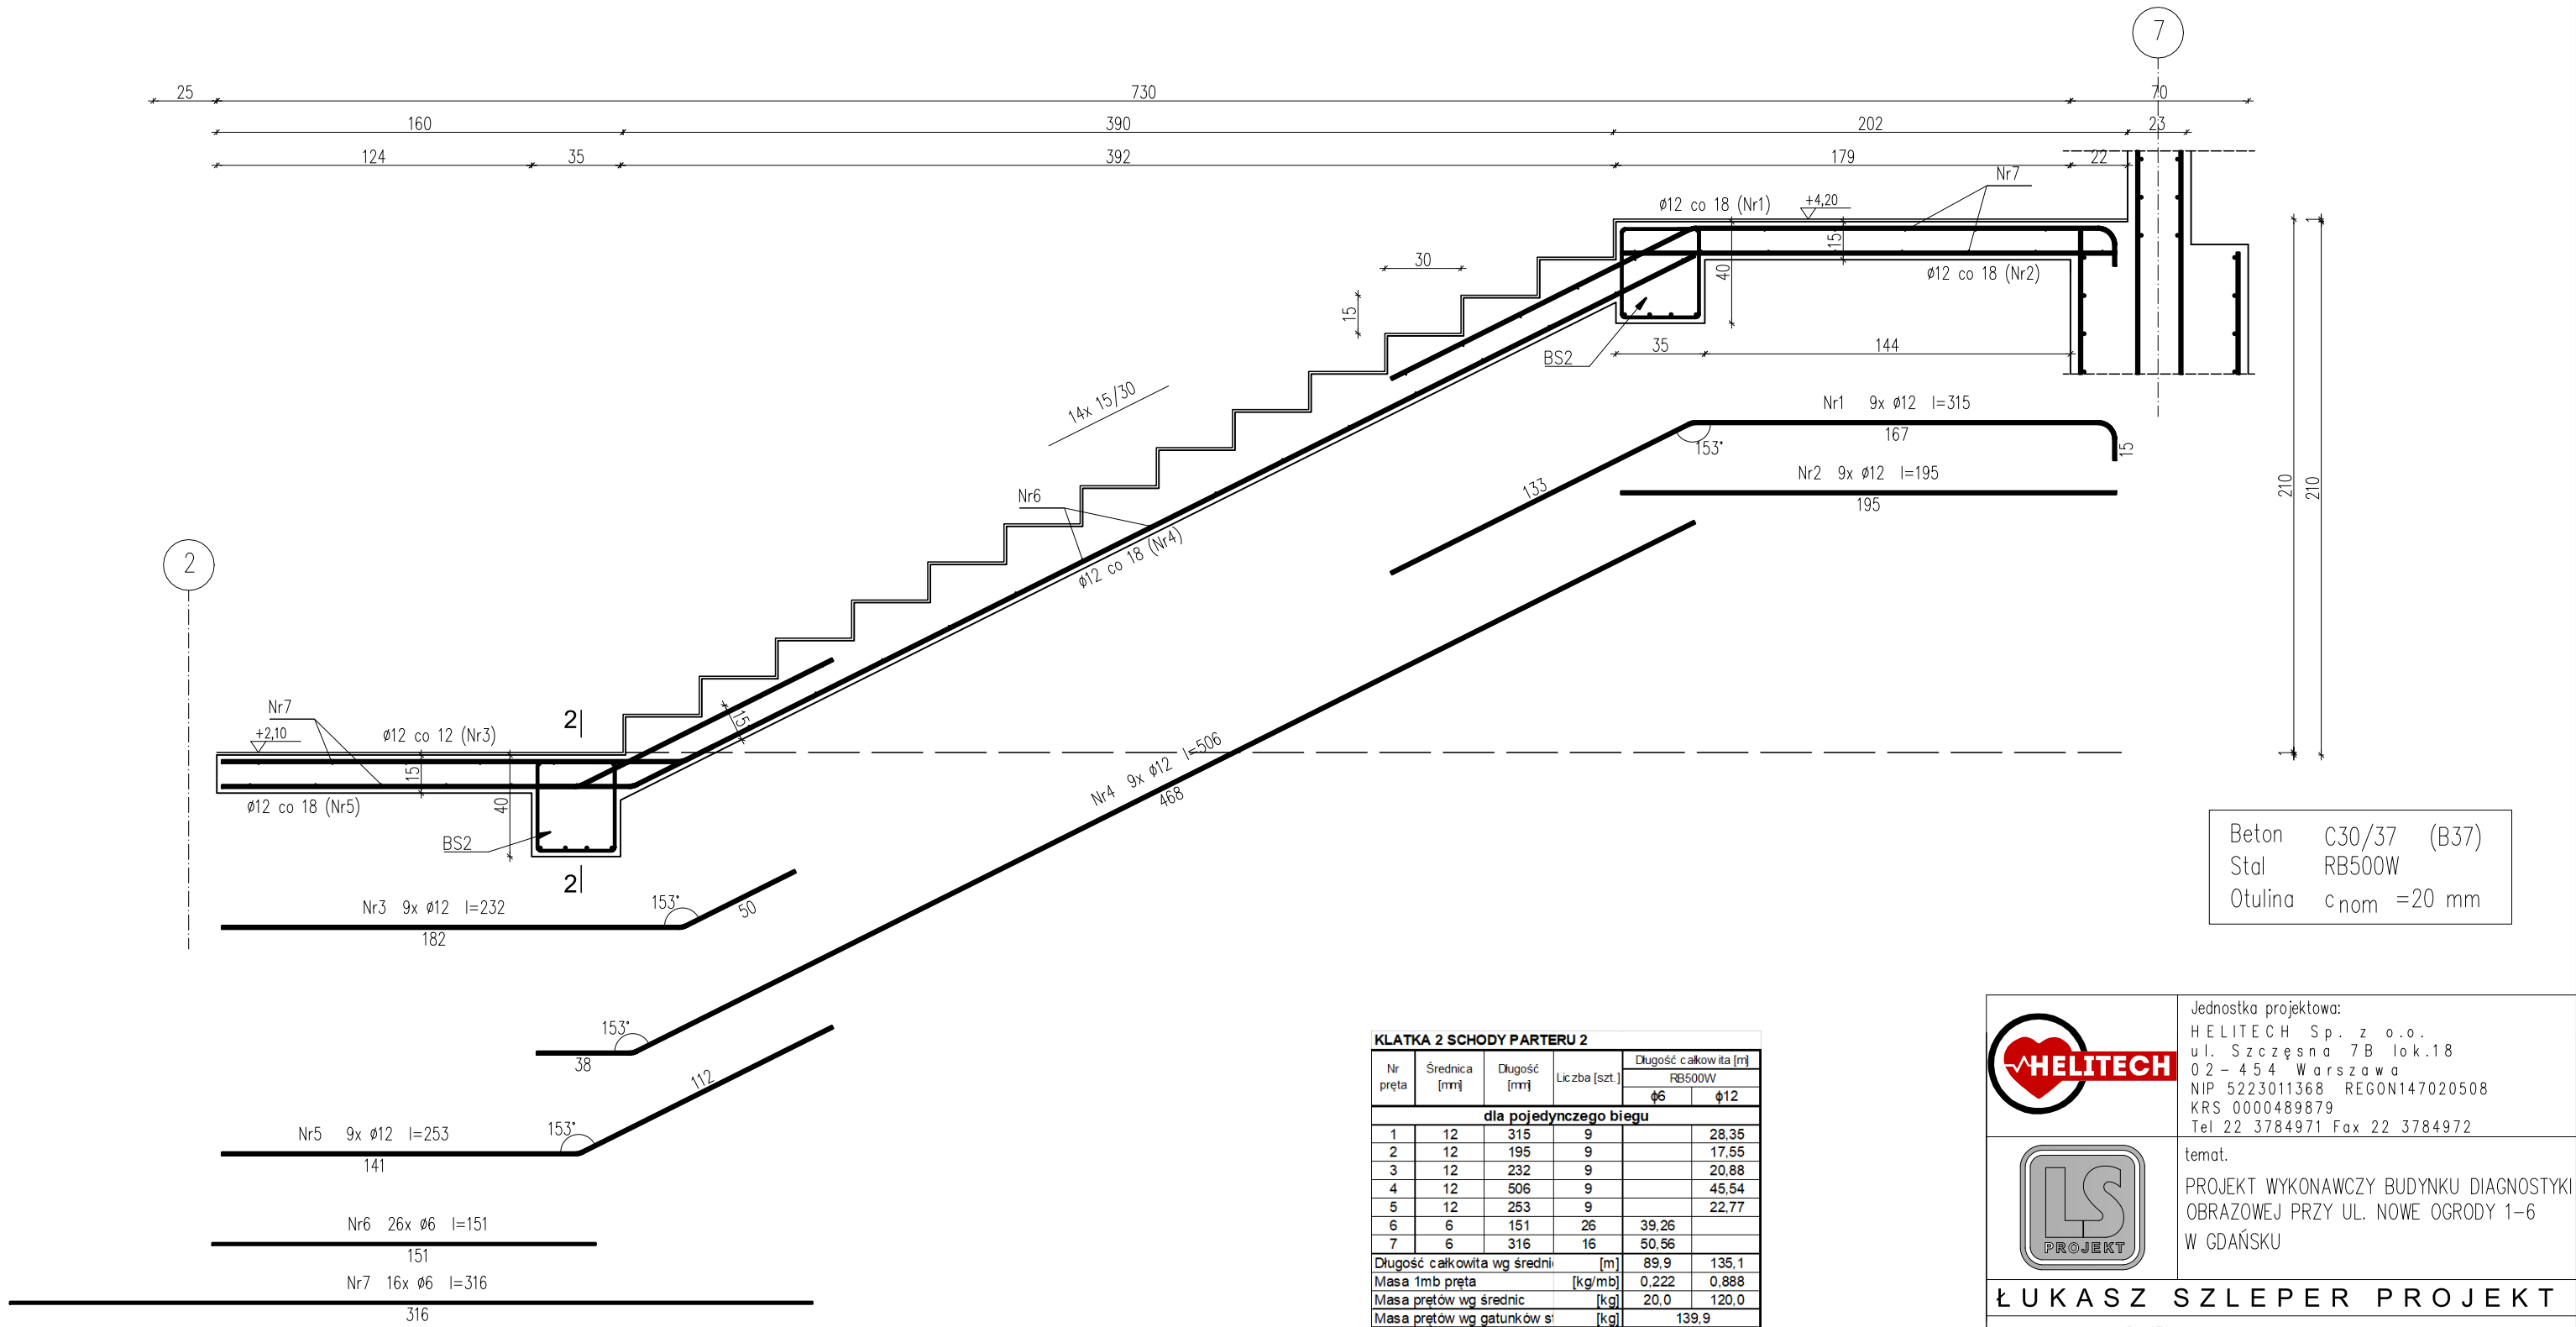 7
25
730
70
160
390
202
23
124
35
392
179
22
Nr7
ø12 co 18 (Nr1)
+4,20
15
40
ø12 co 18 (Nr2)
30
15
BS2
35
144
14x 15/30
Nr1 9x ø12 l=315
167
153°
15
133
Nr2 9x ø12 l=195
195
210
210
Nr6
ø12 co 18 (Nr4)
2
Nr7
+2,10
ø12 co 12 (Nr3)
2
15
15
40
ø12 co 18 (Nr5)
BS2
2
Nr4 9x ø12 l=506
468
Beton C30/37 (B37)
Stal RB500W
Otulina cnom =20 mm
Nr3 9x ø12 l=232
153°
182
50
153°
38
112
Nr5 9x ø12 l=253
153°
141
Nr6 26x ø6 l=151
151
Nr7 16x ø6 l=316
316
KLATKA 2 SCHODY PARTERU 2
Nr pręta Średnica [mm] Długość [mm] Liczba [szt.] Długość całkowita [m]
RB500W
ϕ6 ϕ12
dla pojedynczego biegu
1 12 315 9 28,35
2 12 195 9 17,55
3 12 232 9 20,88
4 12 506 9 45,54
5 12 253 9 22,77
6 6 151 26 39,26
7 6 316 16 50,56
Długość całkowita wg średni [m] 89,9 135,1
Masa 1mb pręta [kg/mb] 0,222 0,888
Masa prętów wg średnic [kg] 20,0 120,0
Masa prętów wg gatunków st [kg] 139,9
HELITECH
Jednostka projektowa:
HELITECH Sp. z o.o.
ul. Szczęsna 7B lok.18
02-454 Warszawa
NIP 5223011368 REGON147020508
KRS 0000489879
Tel 22 3784971 Fax 22 3784972
LS
PROJEKT
temat.
PROJEKT WYKONAWCZY BUDYNKU DIAGNOSTYKI
OBRAZOWEJ PRZY UL. NOWE OGRODY 1-6
W GDAŃSKU
ŁUKASZ SZLEPER PROJEKT